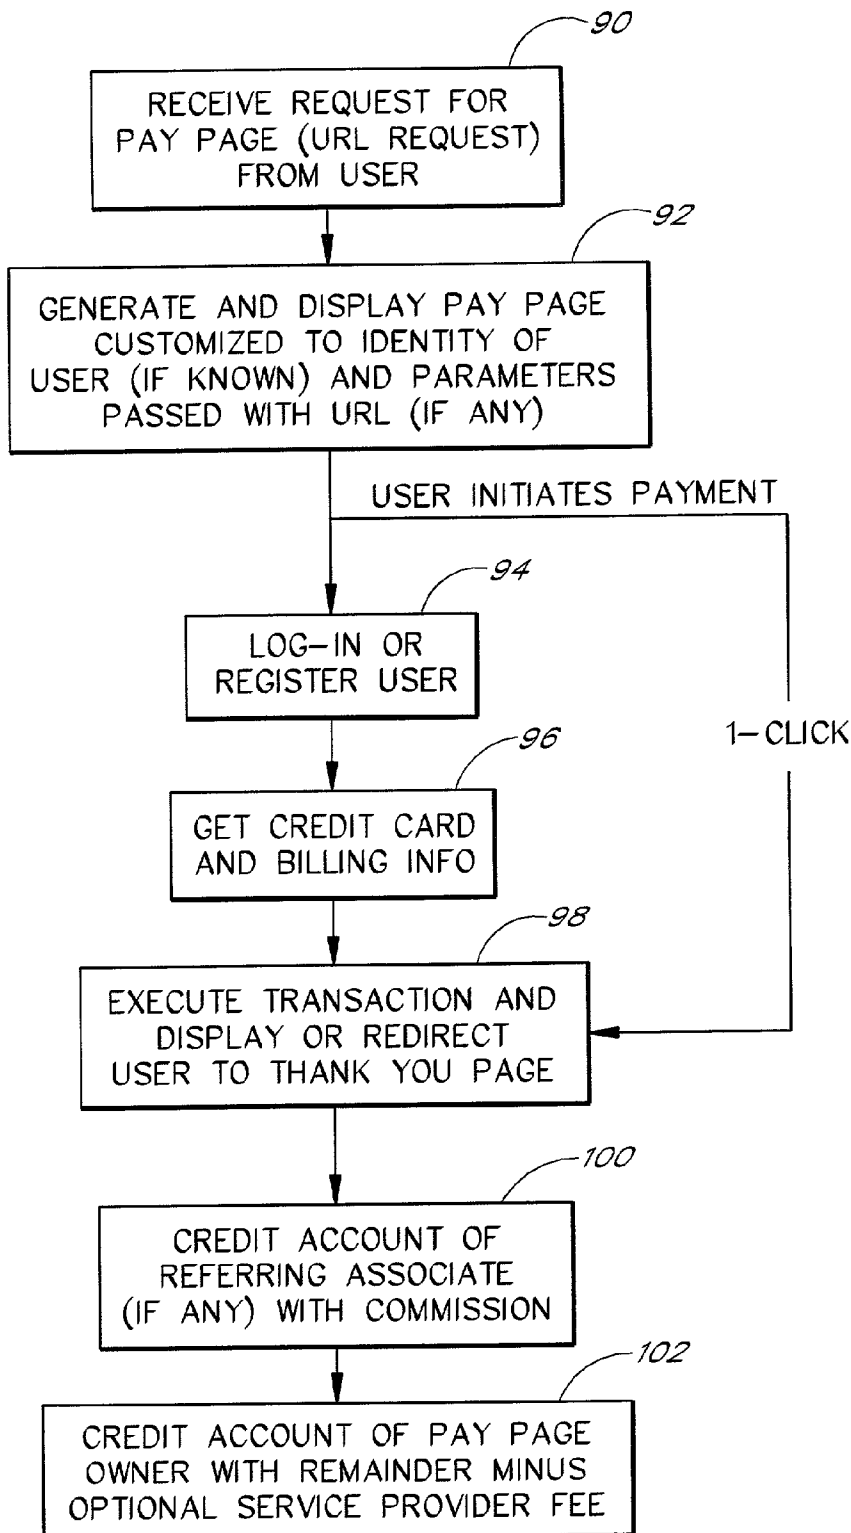 90
RECEIVE REQUEST FOR
PAY PAGE (URL REQUEST)
FROM USER
92
GENERATE AND DISPLAY PAY PAGE
CUSTOMIZED TO IDENTITY OF
USER (IF KNOWN) AND PARAMETERS
PASSED WITH URL (IF ANY)
USER INITIATES PAYMENT
94
LOG-IN OR
REGISTER USER
1-CLICK
96
GET CREDIT CARD
AND BILLING INFO
98
EXECUTE TRANSACTION AND
DISPLAY OR REDIRECT
USER TO THANK YOU PAGE
100
CREDIT ACCOUNT OF
REFERRING ASSOCIATE
(IF ANY) WITH COMMISSION
102
CREDIT ACCOUNT OF PAY PAGE
OWNER WITH REMAINDER MINUS
OPTIONAL SERVICE PROVIDER FEE